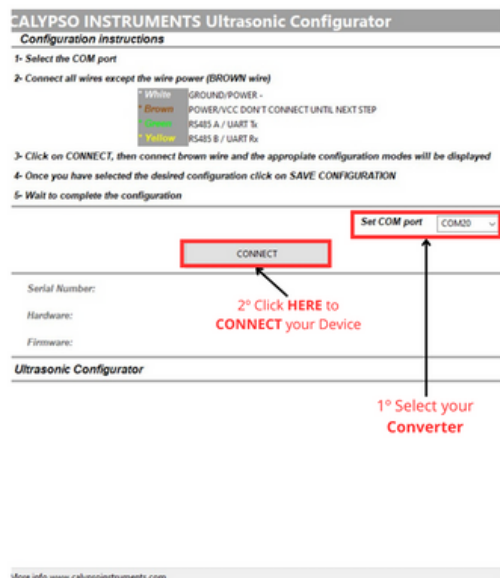 CALYPSO INSTRUMENTS Ultrasonic Configurator
Configuration instructions
1- Select the COM port
2- Connect all wires except the wire power (BROWN wire)
* White GROUND/POWER -
* Brown POWER/VCC DON'T CONNECT UNTIL NEXT STEP
* Green RS485 A / UART Tx
* Yellow RS485 B / UART Rx
3- Click on CONNECT, then connect brown wire and the appropiate configuration modes will be displayed
4- Once you have selected the desired configuration click on SAVE CONFIGURATION
5- Wait to complete the configuration
Set COM port COM20
CONNECT
Serial Number:
2º Click HERE to
CONNECT your Device
Hardware:
Firmware:
Ultrasonic Configurator
1º Select your
Converter
More info www.calypsoinstruments.com